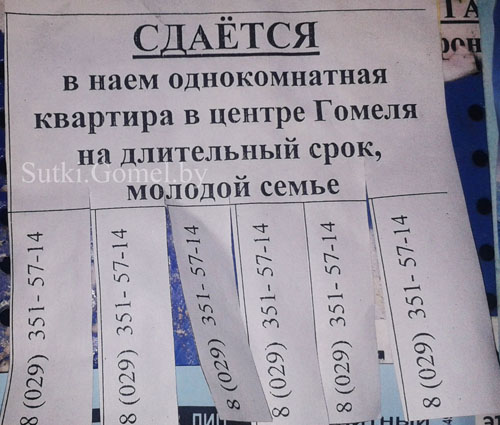 СДАЁТСЯ
в наем однокомнатная
квартира в центре Гомеля
на длительный срок,
молодой семье
Sutki.Gomel.by
8 (029) 351- 57-14
8 (029) 351- 57-14
8 (029) 351- 57-14
8 (029) 351- 57-14
8 (029) 351- 57-14
8 (029) 351- 57-14